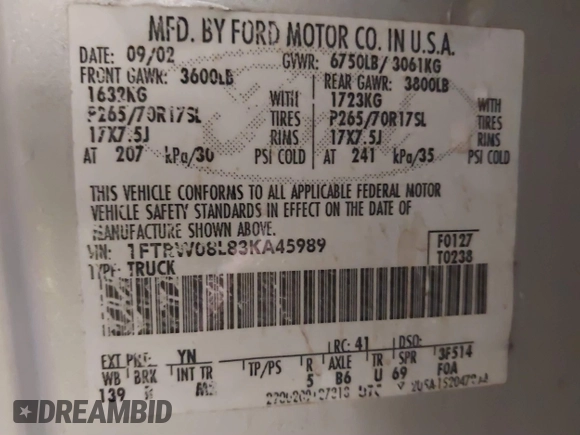 MFD. BY FORD MOTOR CO. IN U.S.A.
DATE: 09/02 GVWR: 6750LB/ 3061KG
FRONT GAWR: 3600LB REAR GAWR: 3800LB
1632KG WITH 1723KG WITH
P265/70R17SL TIRES P265/70R17SL TIRES
17X7.5J RIMS 17X7.5J RIMS
AT 207 kPa/30 PSI COLD AT 241 kPa/35 PSI COLD
THIS VEHICLE CONFORMS TO ALL APPLICABLE FEDERAL MOTOR
VEHICLE SAFETY STANDARDS IN EFFECT ON THE DATE OF
MANUFACTURE SHOWN ABOVE.
VIN: 1FTRW08L83KA45989 F0127
TYPE: TRUCK T0238
RC: 41 DSO:
EXT PNT: YN 3F514
WB BRK INT TR TP/PS R AXLE TR SPR F0A
139 5 B6 U 69
DREAMBID